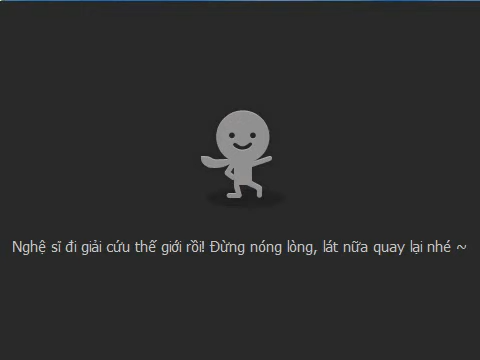 Nghệ sĩ đi giải cứu thế giới rồi! Đừng nóng lòng, lát nữa quay lại nhé ~